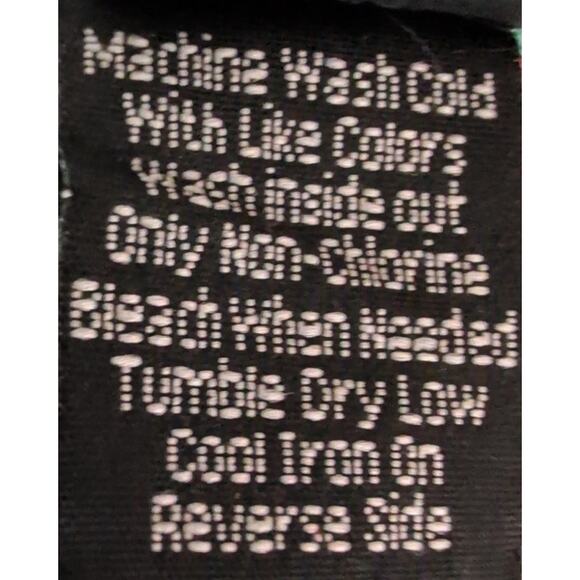 Machine Wash Cold
With Like Colors
Wash inside out
Only Non-Chlorine
Bleach When Needed
Tumble Dry Low
Cool Iron On
Reverse Side